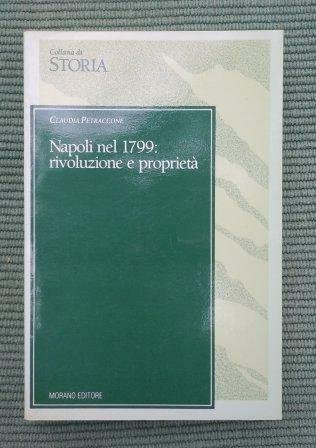 Collana di
STORIA
CLAUDIA PETRACCONE
Napoli nel 1799:
rivoluzione e proprietà
MORANO EDITORE